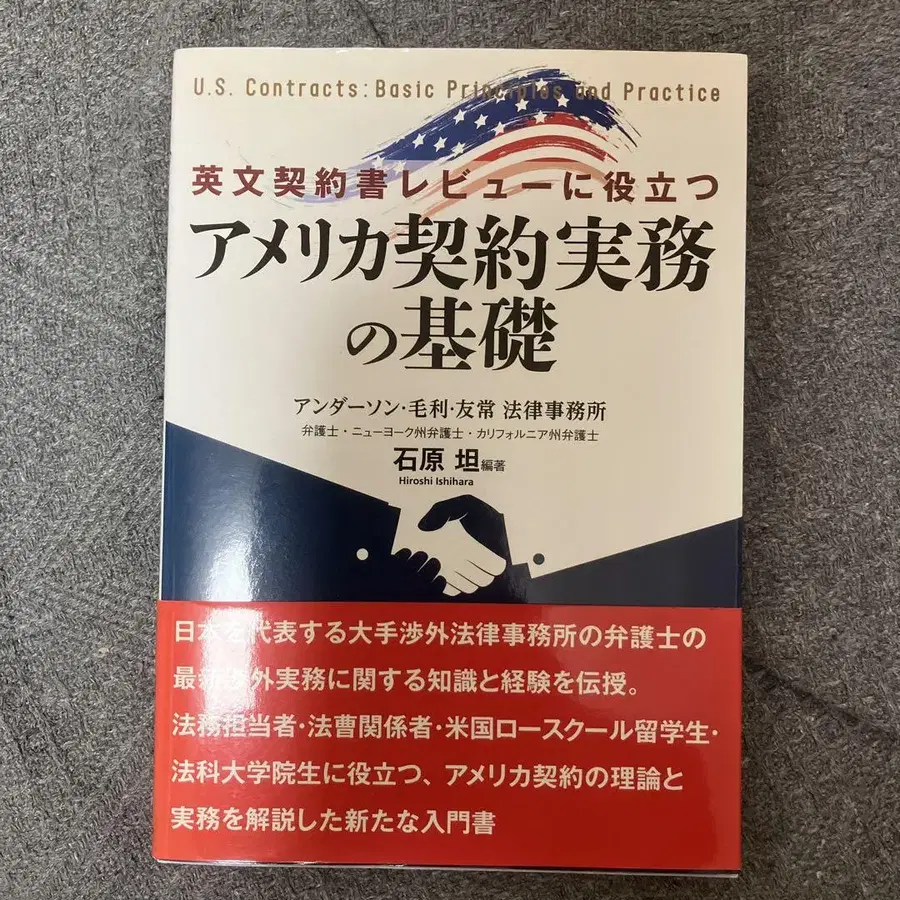 U.S. Contracts: Basic Principles and Practice
英文契約書レビューに役立つ
アメリカ契約実務
の基礎
アンダーソン・毛利・友常 法律事務所
弁護士・ニューヨーク州弁護士・カリフォルニア州弁護士
石原 坦 編著
Hiroshi Ishihara
日本を代表する大手渉外法律事務所の弁護士の
最新渉外実務に関する知識と経験を伝授。
法務担当者・法曹関係者・米国ロースクール留学生・
法科大学院生に役立つ、アメリカ契約の理論と
実務を解説した新たな入門書